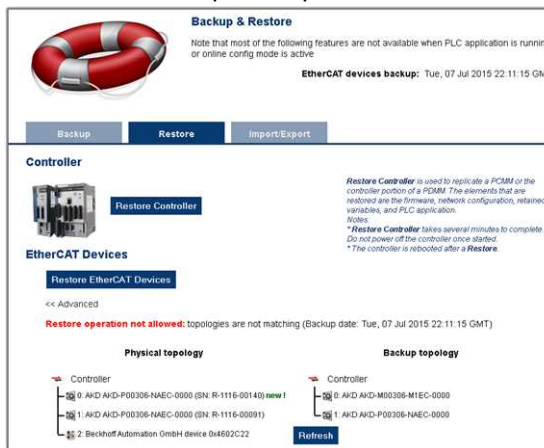 Backup & Restore
Note that most of the following features are not available when PLC application is runnin
or online config mode is active
EtherCAT devices backup: Tue, 07 Jul 2015 22:11:15 GM
Backup Restore Import/Export
Controller
Restore Controller
Restore Controller is used to replicate a PCMM or the
controller portion of a PDMM. The elements that are
restored are the firmware, network configuration, retained
variables, and PLC application.
Notes:
* Restore Controller takes several minutes to complete.
Do not power off the controller once started.
* The controller is rebooted after a Restore.
EtherCAT Devices
Restore EtherCAT Devices
<< Advanced
Restore operation not allowed: topologies are not matching (Backup date: Tue, 07 Jul 2015 22:11:15 GMT)
Physical topology
Controller
0: AKD AKD-P00306-NAEC-0000 (SN: R-1116-00140) new !
1: AKD AKD-P00306-NAEC-0000 (SN: R-1116-00091)
2: Beckhoff Automation GmbH device 0x4602C22
Backup topology
Controller
0: AKD AKD-M00306-M1EC-0000
1: AKD AKD-P00306-NAEC-0000
Refresh